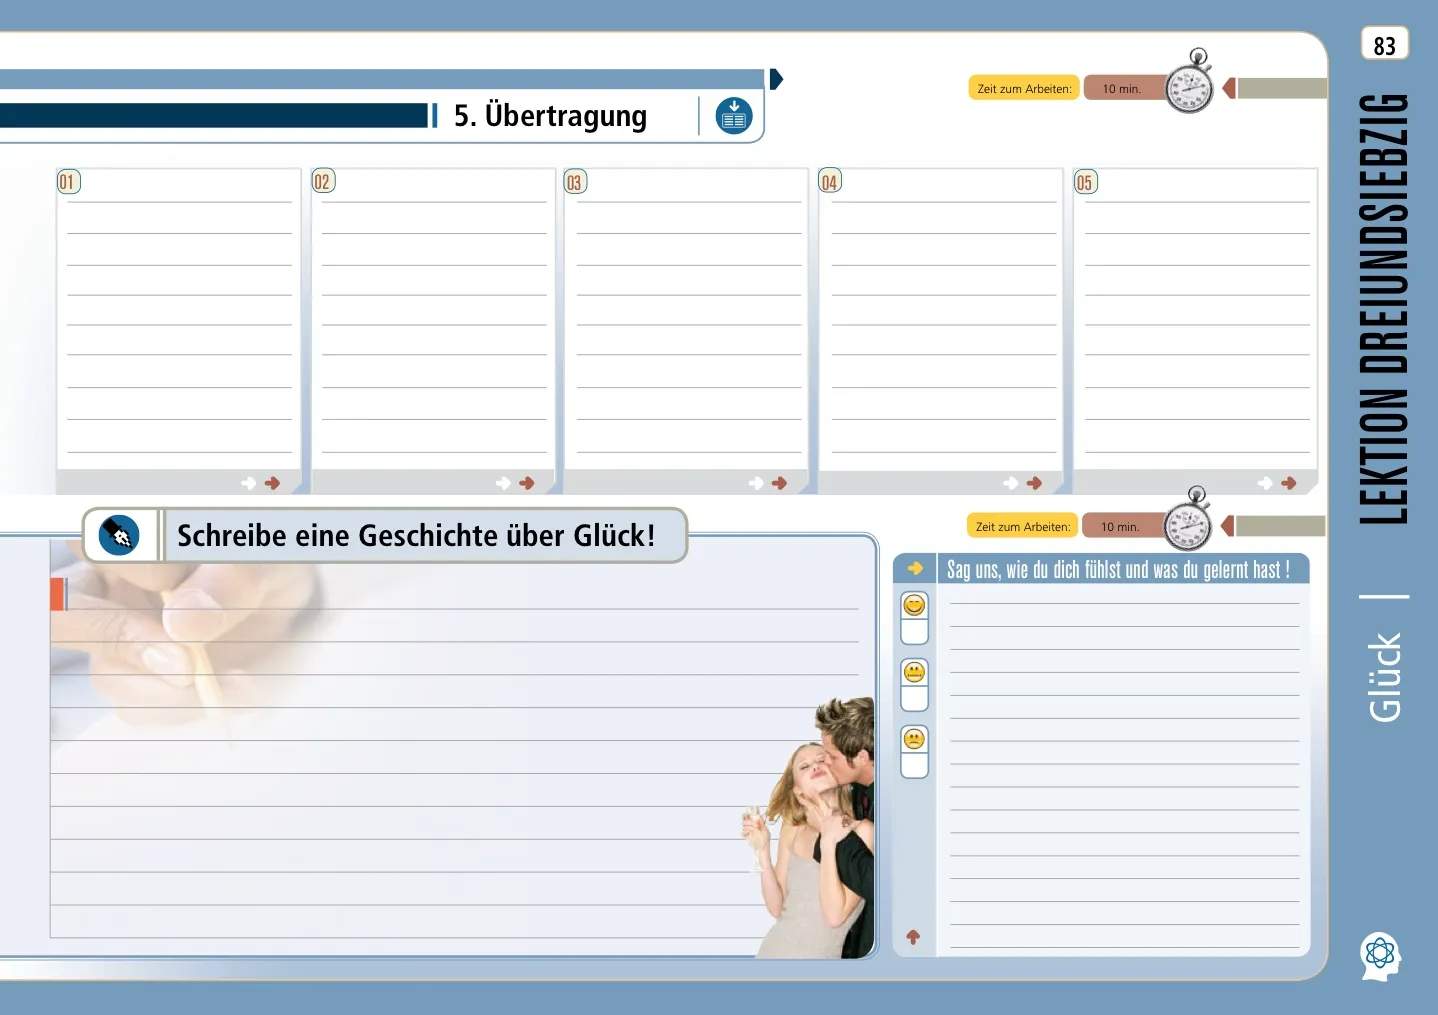 83
5. Übertragung
Zeit zum Arbeiten: 10 min.
01
02
03
04
05
Schreibe eine Geschichte über Glück!
Zeit zum Arbeiten: 10 min.
Sag uns, wie du dich fühlst und was du gelernt hast !
LEKTION DREIUNDSIEBZIG
Glück